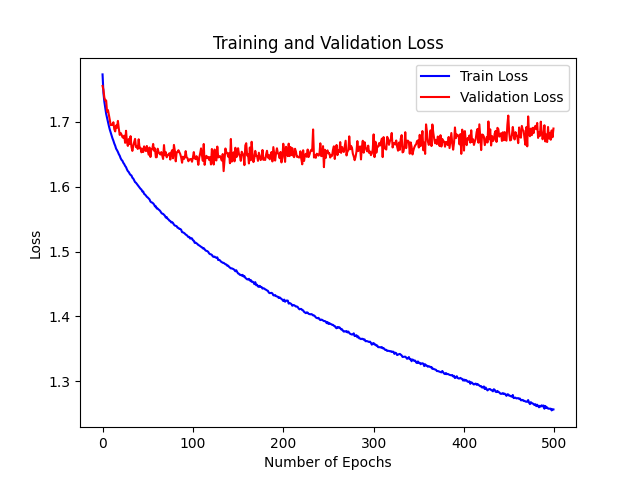 Training and Validation Loss
Train Loss
Validation Loss
1.7
1.6
1.5
1.4
1.3
Loss
0 100 200 300 400 500
Number of Epochs